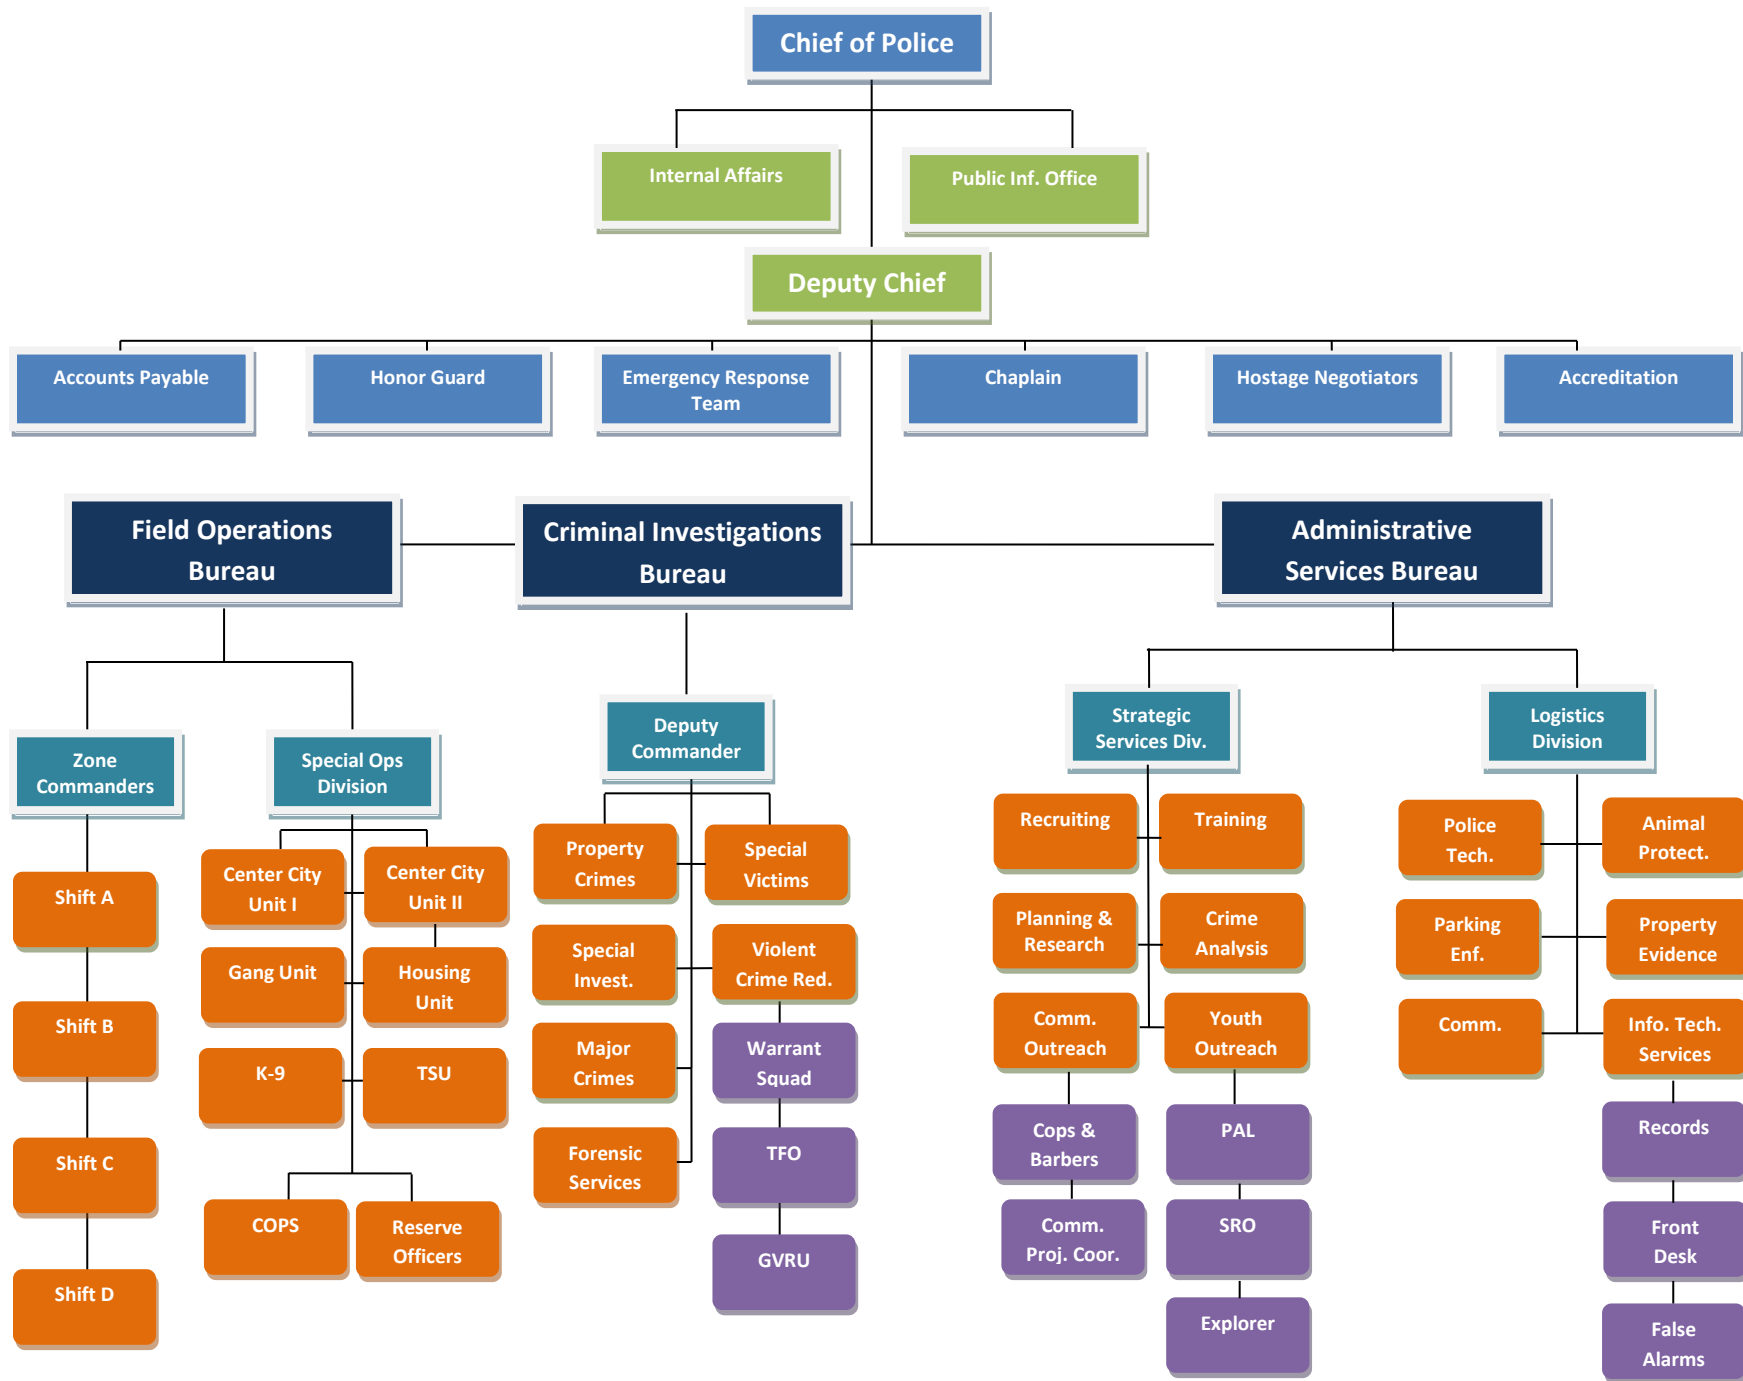 Chief of Police
Internal Affairs
Public Inf. Office
Deputy Chief
Accounts Payable
Honor Guard
Emergency Response
Team
Chaplain
Hostage Negotiators
Accreditation
Field Operations
Bureau
Criminal Investigations
Bureau
Administrative
Services Bureau
Zone
Commanders
Special Ops
Division
Deputy
Commander
Strategic
Services Div.
Logistics
Division
Shift A
Shift B
Shift C
Shift D
Center City
Unit I
Center City
Unit II
Gang Unit
Housing
Unit
K-9
TSU
COPS
Reserve
Officers
Property
Crimes
Special
Victims
Special
Invest.
Violent
Crime Red.
Major
Crimes
Warrant
Squad
Forensic
Services
TFO
GVRU
Recruiting
Training
Planning &
Research
Crime
Analysis
Comm.
Outreach
Youth
Outreach
Cops &
Barbers
PAL
Comm.
Proj. Coor.
SRO
Explorer
Police
Tech.
Animal
Protect.
Parking
Enf.
Property
Evidence
Comm.
Info. Tech.
Services
Records
Front
Desk
False
Alarms